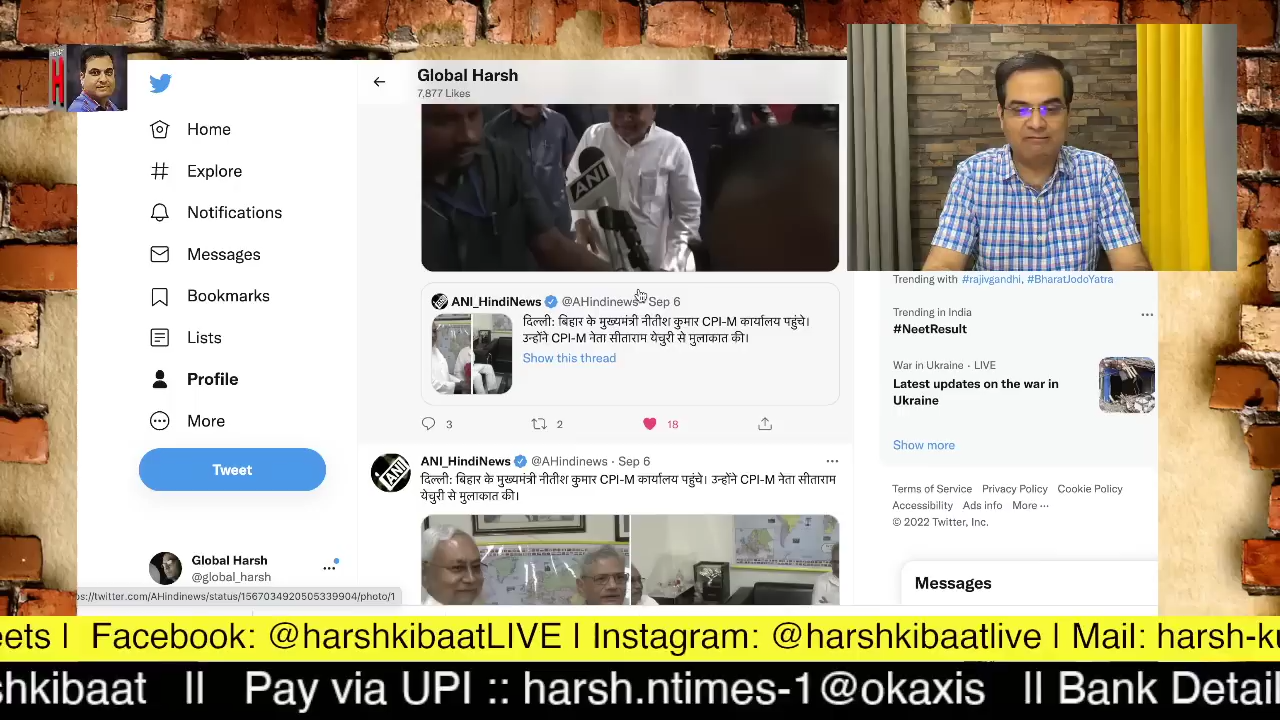 Global Harsh
7,877 Likes
Home
Explore
Notifications
Messages
Bookmarks
Lists
Profile
More
Tweet
Global Harsh
@global_harsh
ANI
ANI_HindiNews @AHindinews · Sep 6
दिल्ली: बिहार के मुख्यमंत्री नीतीश कुमार CPI-M कार्यालय पहुंचे।
उन्होंने CPI-M नेता सीताराम येचुरी से मुलाकात की।
Show this thread
3 2 18
ANI
ANI_HindiNews @AHindinews · Sep 6
दिल्ली: बिहार के मुख्यमंत्री नीतीश कुमार CPI-M कार्यालय पहुंचे। उन्होंने CPI-M नेता सीताराम
येचुरी से मुलाकात की।
Trending with #rajivgandhi, #BharatJodoYatra
Trending in India
#NeetResult
War in Ukraine · LIVE
Latest updates on the war in
Ukraine
Show more
Terms of Service Privacy Policy Cookie Policy
Accessibility Ads info More ···
© 2022 Twitter, Inc.
Messages
ps://twitter.com/AHindinews/status/1567054920505339904/photo/1
eets | Facebook: @harshkibaatLIVE | Instagram: @harshkibaatlive | Mail: harsh-ku
shkibaat || Pay via UPI :: harsh.ntimes-1@okaxis || Bank Detail